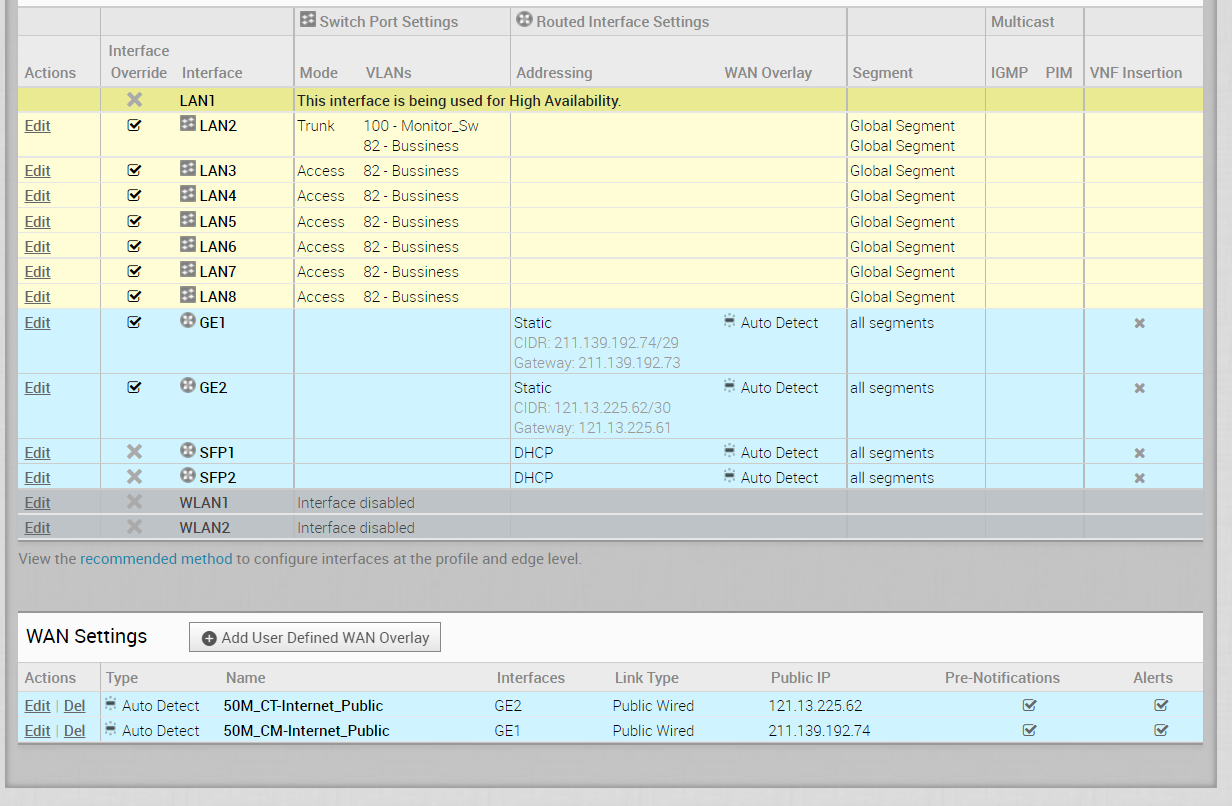 Switch Port Settings Routed Interface Settings Multicast
Interface
Actions Override Interface Mode VLANs Addressing WAN Overlay Segment IGMP PIM VNF Insertion
LAN1 This interface is being used for High Availability.
Edit LAN2 Trunk 100 - Monitor_Sw Global Segment
82 - Bussiness Global Segment
Edit LAN3 Access 82 - Bussiness Global Segment
Edit LAN4 Access 82 - Bussiness Global Segment
Edit LAN5 Access 82 - Bussiness Global Segment
Edit LAN6 Access 82 - Bussiness Global Segment
Edit LAN7 Access 82 - Bussiness Global Segment
Edit LAN8 Access 82 - Bussiness Global Segment
Edit GE1 Static Auto Detect all segments
CIDR: 211.139.192.74/29
Gateway: 211.139.192.73
Edit GE2 Static Auto Detect all segments
CIDR: 121.13.225.62/30
Gateway: 121.13.225.61
Edit SFP1 DHCP Auto Detect all segments
Edit SFP2 DHCP Auto Detect all segments
Edit WLAN1 Interface disabled
Edit WLAN2 Interface disabled
View the recommended method to configure interfaces at the profile and edge level.
WAN Settings Add User Defined WAN Overlay
Actions Type Name Interfaces Link Type Public IP Pre-Notifications Alerts
Edit | Del Auto Detect 50M_CT-Internet_Public GE2 Public Wired 121.13.225.62
Edit | Del Auto Detect 50M_CM-Internet_Public GE1 Public Wired 211.139.192.74